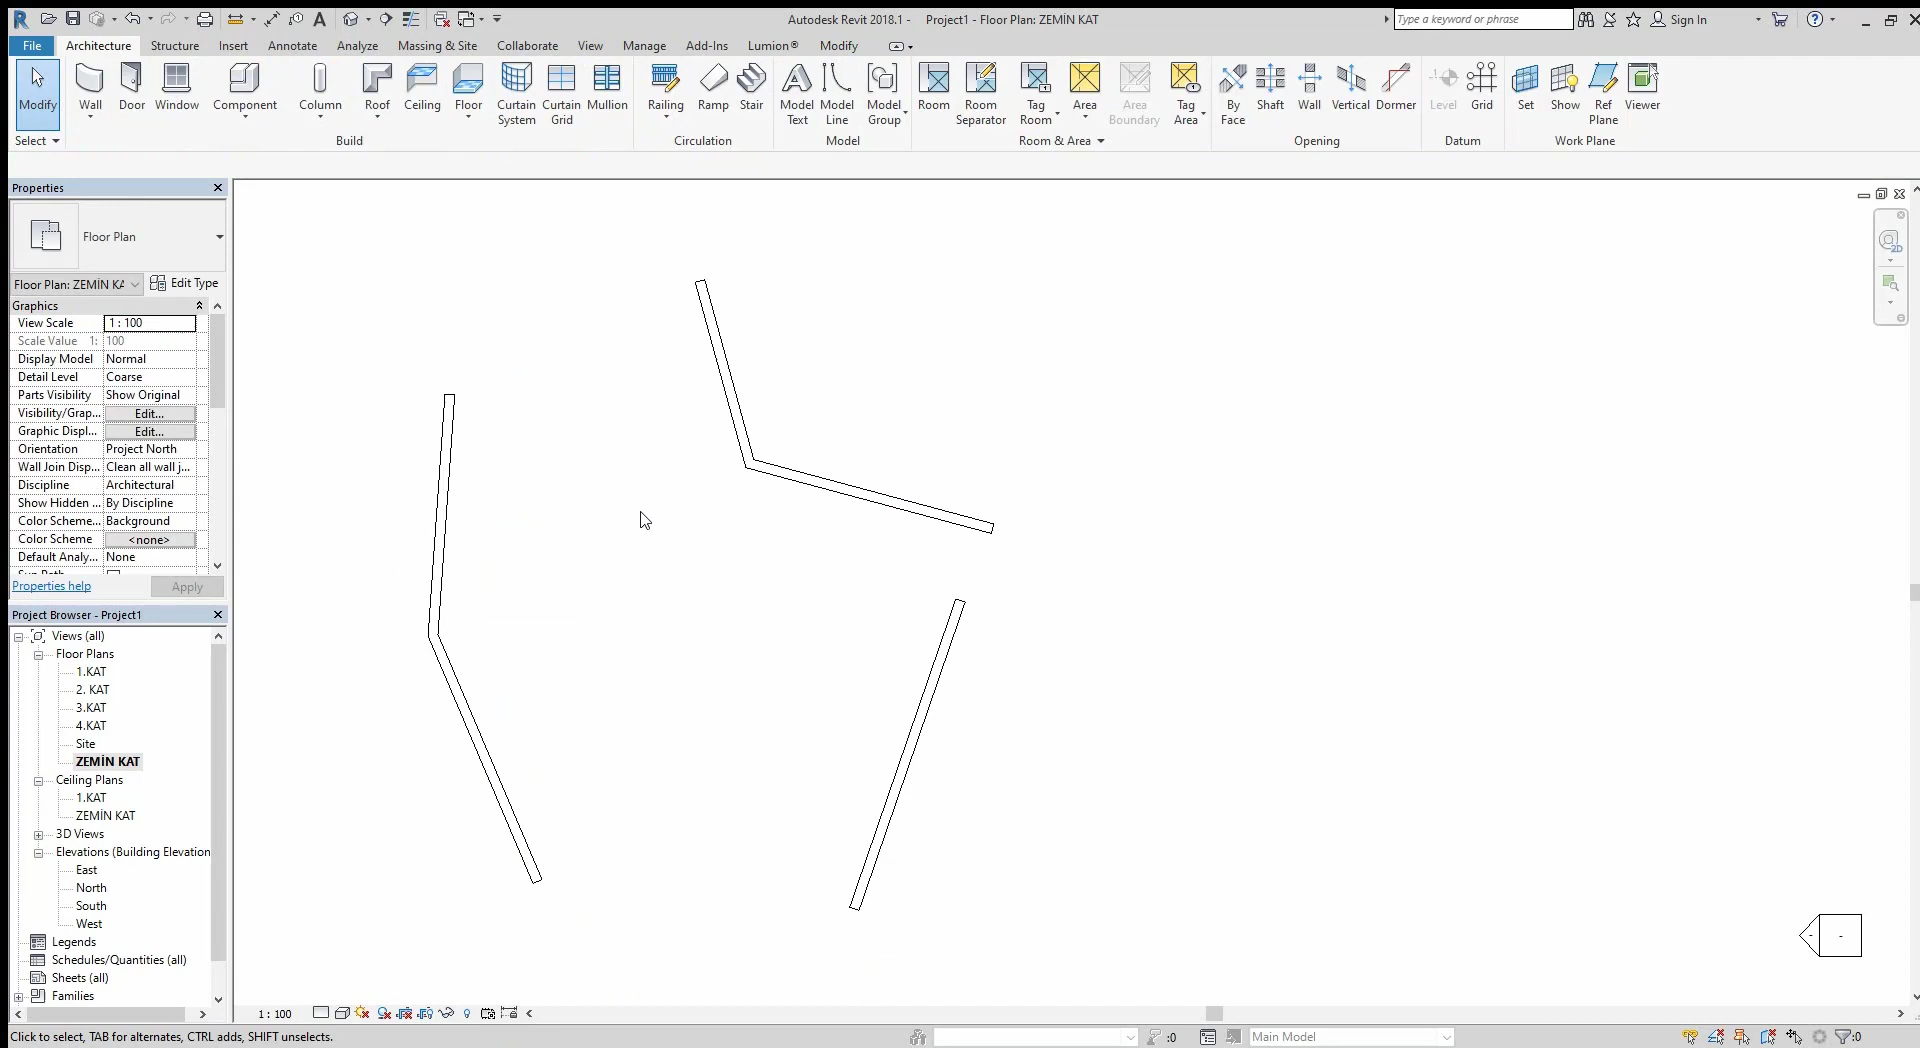 Autodesk Revit 2018.1 - Project1 - Floor Plan: ZEMİN KAT
Type a keyword or phrase
Sign In
File Architecture Structure Insert Annotate Analyze Massing & Site Collaborate View Manage Add-Ins Lumion® Modify
Modify Wall Door Window Component Column Roof Ceiling Floor Curtain System Curtain Grid Mullion Railing Ramp Stair Model Text Model Line Model Group Room Room Separator Tag Room Area Area Boundary Tag Area By Face Shaft Wall Vertical Dormer Level Grid Set Show Ref Plane Viewer
Select Build Circulation Model Room & Area Opening Datum Work Plane
Properties
Floor Plan
Floor Plan: ZEMİN KA Edit Type
Graphics
View Scale 1 : 100
Scale Value 1: 100
Display Model Normal
Detail Level Coarse
Parts Visibility Show Original
Visibility/Grap... Edit...
Graphic Displ... Edit...
Orientation Project North
Wall Join Disp... Clean all wall j...
Discipline Architectural
Show Hidden ... By Discipline
Color Scheme... Background
Color Scheme <none>
Default Analy... None
Properties help Apply
Project Browser - Project1
Views (all)
Floor Plans
1.KAT
2. KAT
3.KAT
4.KAT
Site
ZEMİN KAT
Ceiling Plans
1.KAT
ZEMİN KAT
3D Views
Elevations (Building Elevation
East
North
South
West
Legends
Schedules/Quantities (all)
Sheets (all)
Families
2D
1 : 100
Click to select, TAB for alternates, CTRL adds, SHIFT unselects.
:0
Main Model
:0